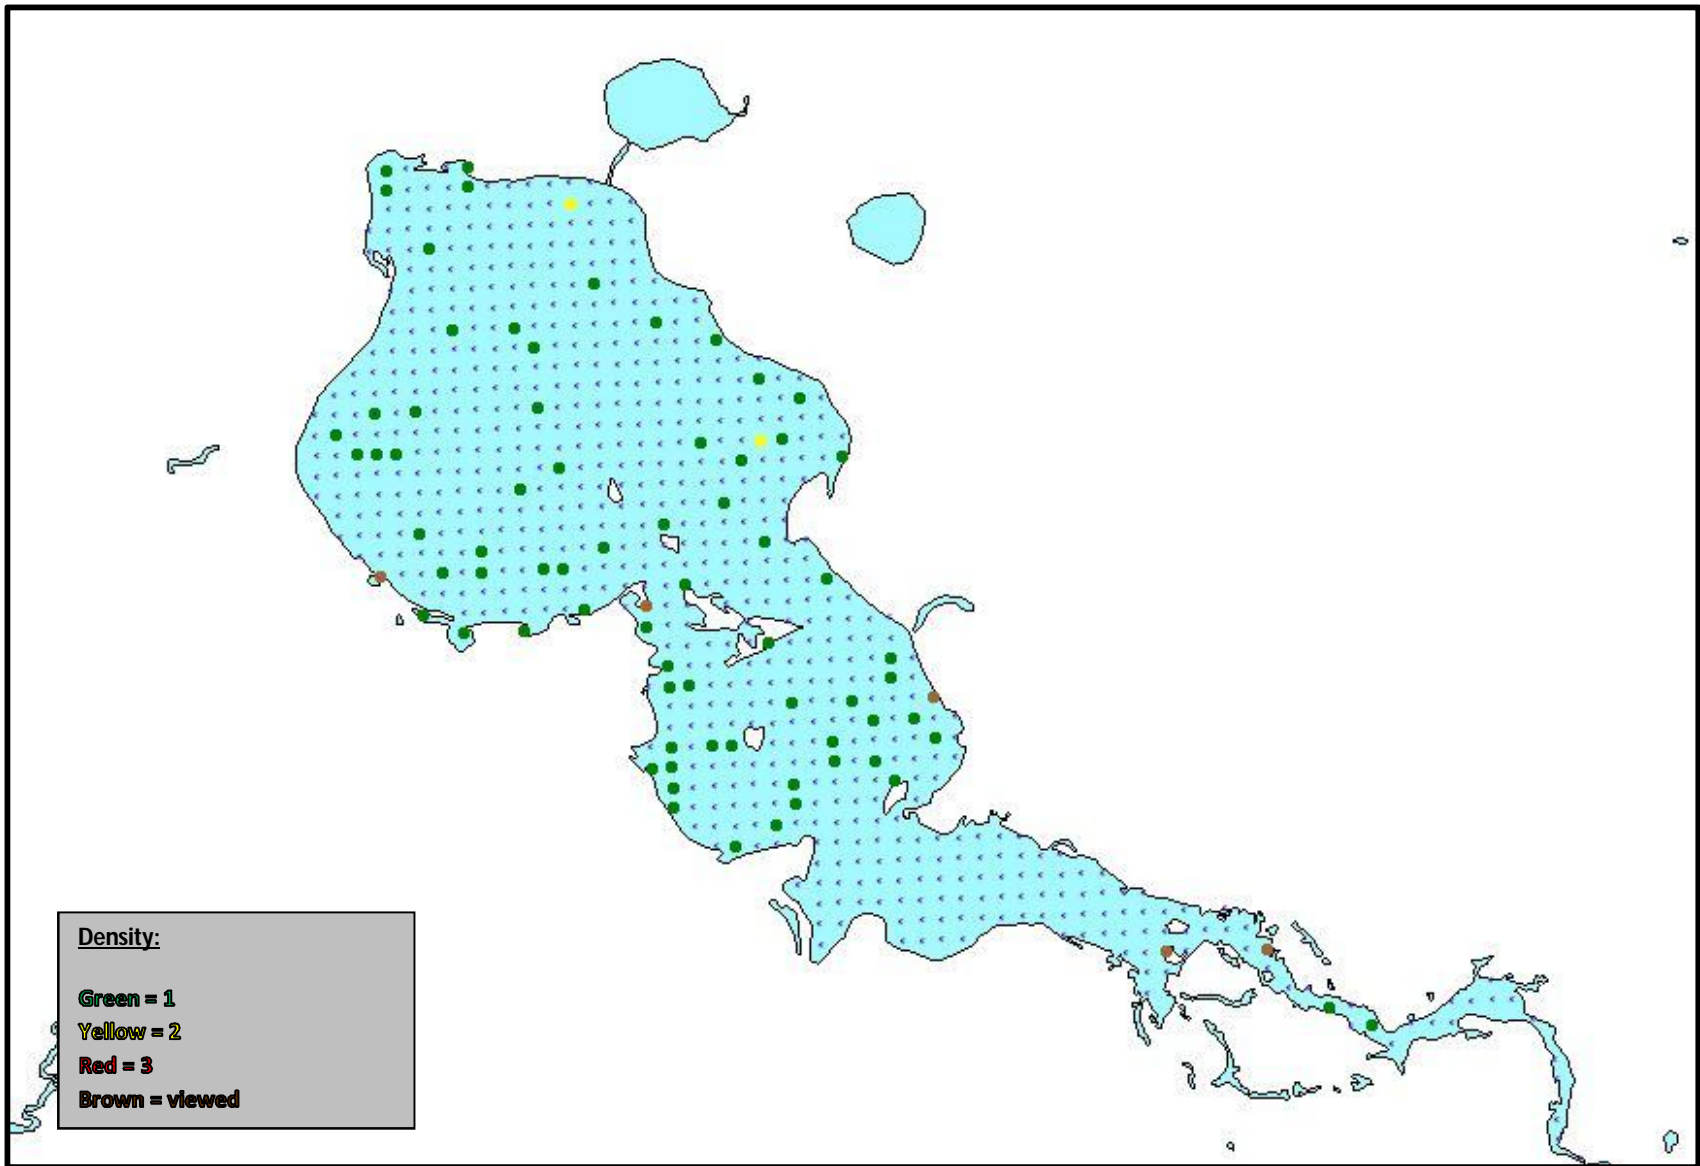 Density:
Green = 1
Yellow = 2
Red = 3
Brown = viewed